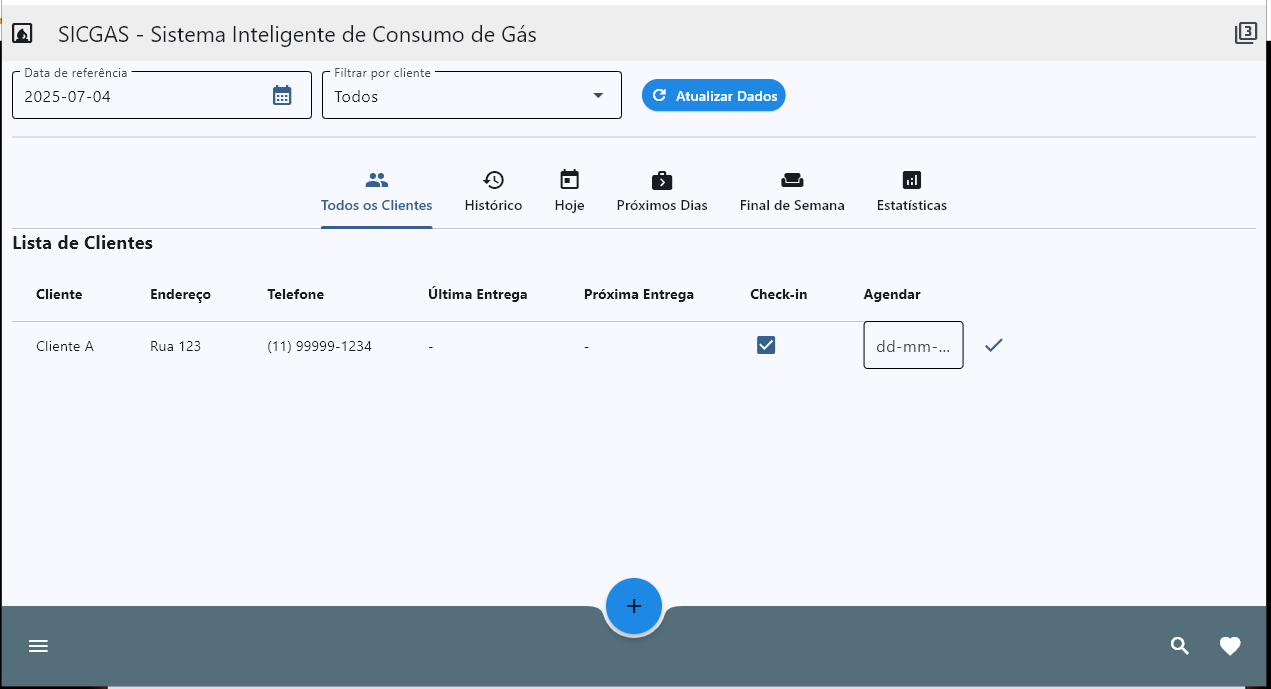 SICGAS - Sistema Inteligente de Consumo de Gás
3
Data de referência
2025-07-04
Filtrar por cliente
Todos
Atualizar Dados
Todos os Clientes
Histórico
Hoje
Próximos Dias
Final de Semana
Estatísticas
Lista de Clientes
Cliente Endereço Telefone Última Entrega Próxima Entrega Check-in Agendar
Cliente A Rua 123 (11) 99999-1234 - - dd-mm-...